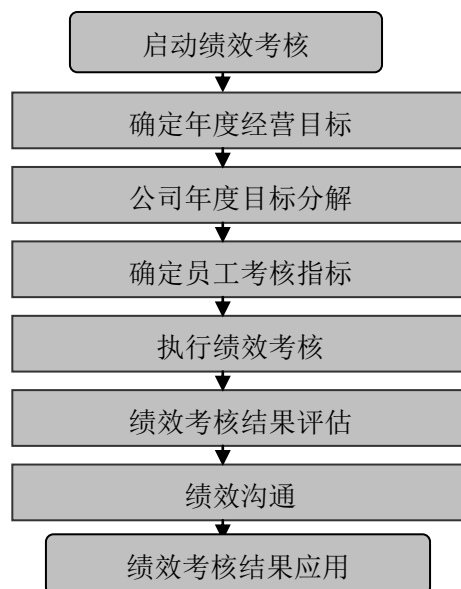 启动绩效考核
确定年度经营目标
公司年度目标分解
确定员工考核指标
执行绩效考核
绩效考核结果评估
绩效沟通
绩效考核结果应用